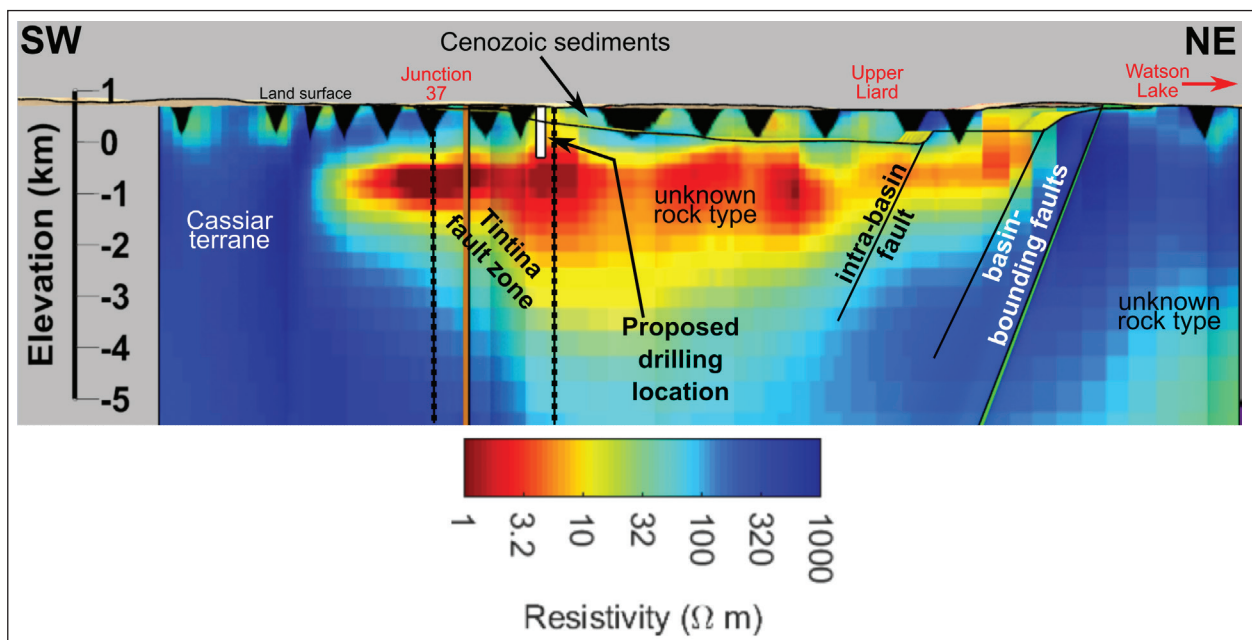 SW
NE
Cenozoic sediments
Junction
37
Upper
Liard
Watson
Lake
Land surface
Elevation (km)
1
0
-1
-2
-3
-4
-5
Cassiar
terrane
Tintina
fault zone
unknown
rock type
Proposed
drilling
location
intra-basin
fault
basin-
bounding faults
unknown
rock type
1
3.2
10
32
100
320
1000
Resistivity (Ω m)